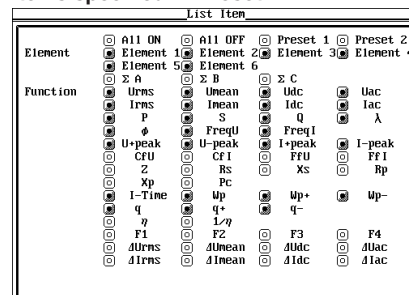 List Item
All ON All OFF Preset 1 Preset 2
Element Element 1 Element 2 Element 3 Element
Element 5 Element 6
Σ A Σ B Σ C
Function Urms Umean Udc Uac
Irms Imean Idc Iac
P S Q λ
ϕ FreqU FreqI
U+peak U-peak I+peak I-peak
CfU CfI FfU FfI
Z Rs Xs Rp
Xp Pc
I-Time Wp Wp+ Wp-
q q+ q-
η 1/η
F1 F2 F3 F4
ΔUrms ΔUmean ΔUdc ΔUac
ΔIrms ΔImean ΔIdc ΔIac